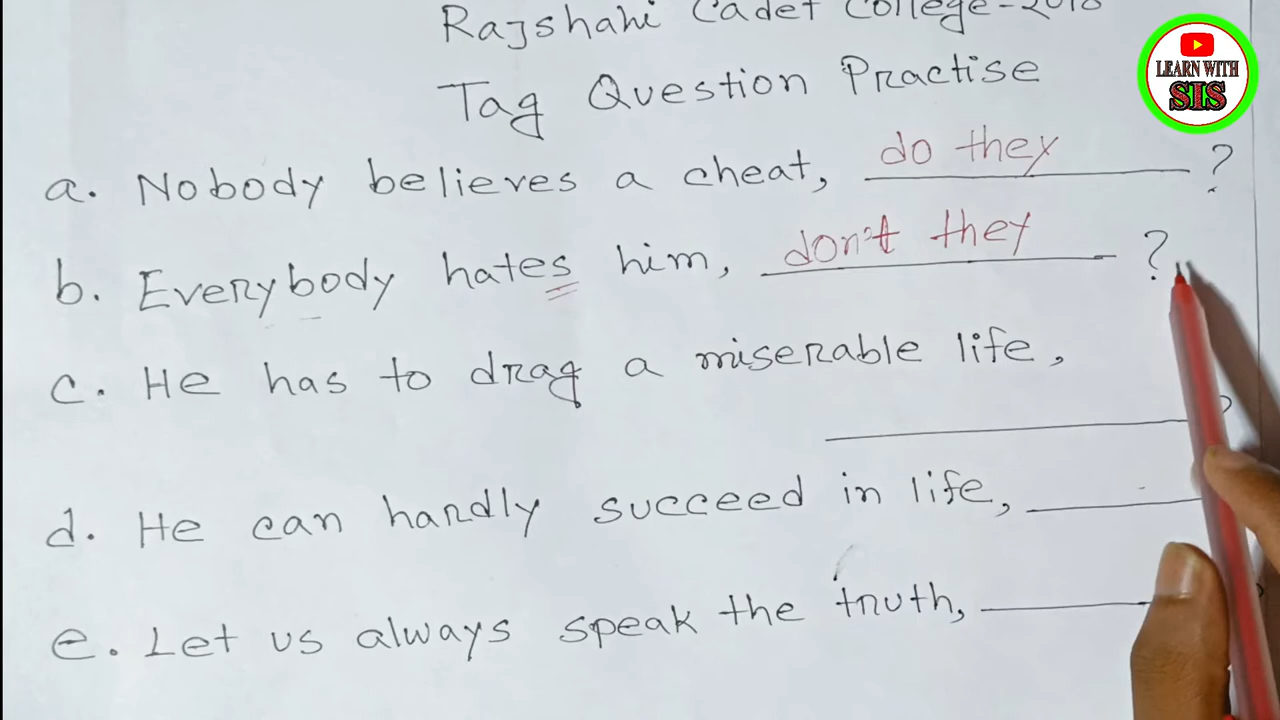 Rajshahi Cadet College-2018
Tag Question Practise
LEARN WITH
SIS
a. Nobody believes a cheat, do they ?
b. Everybody hates him, don't they ?
c. He has to drag a miserable life,
?
d. He can hardly succeed in life,
e. Let us always speak the truth, ?